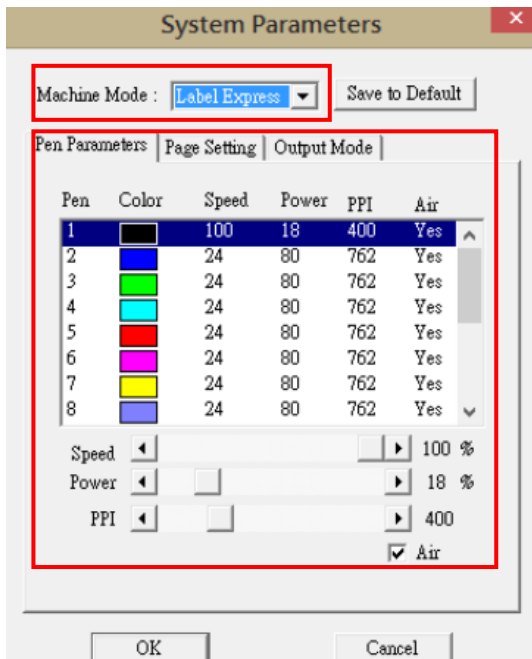 System Parameters
Machine Mode : Label Express Save to Default
Pen Parameters Page Setting Output Mode
Pen Color Speed Power PPI Air
1 100 18 400 Yes
2 24 80 762 Yes
3 24 80 762 Yes
4 24 80 762 Yes
5 24 80 762 Yes
6 24 80 762 Yes
7 24 80 762 Yes
8 24 80 762 Yes
Speed 100 %
Power 18 %
PPI 400
Air
OK Cancel